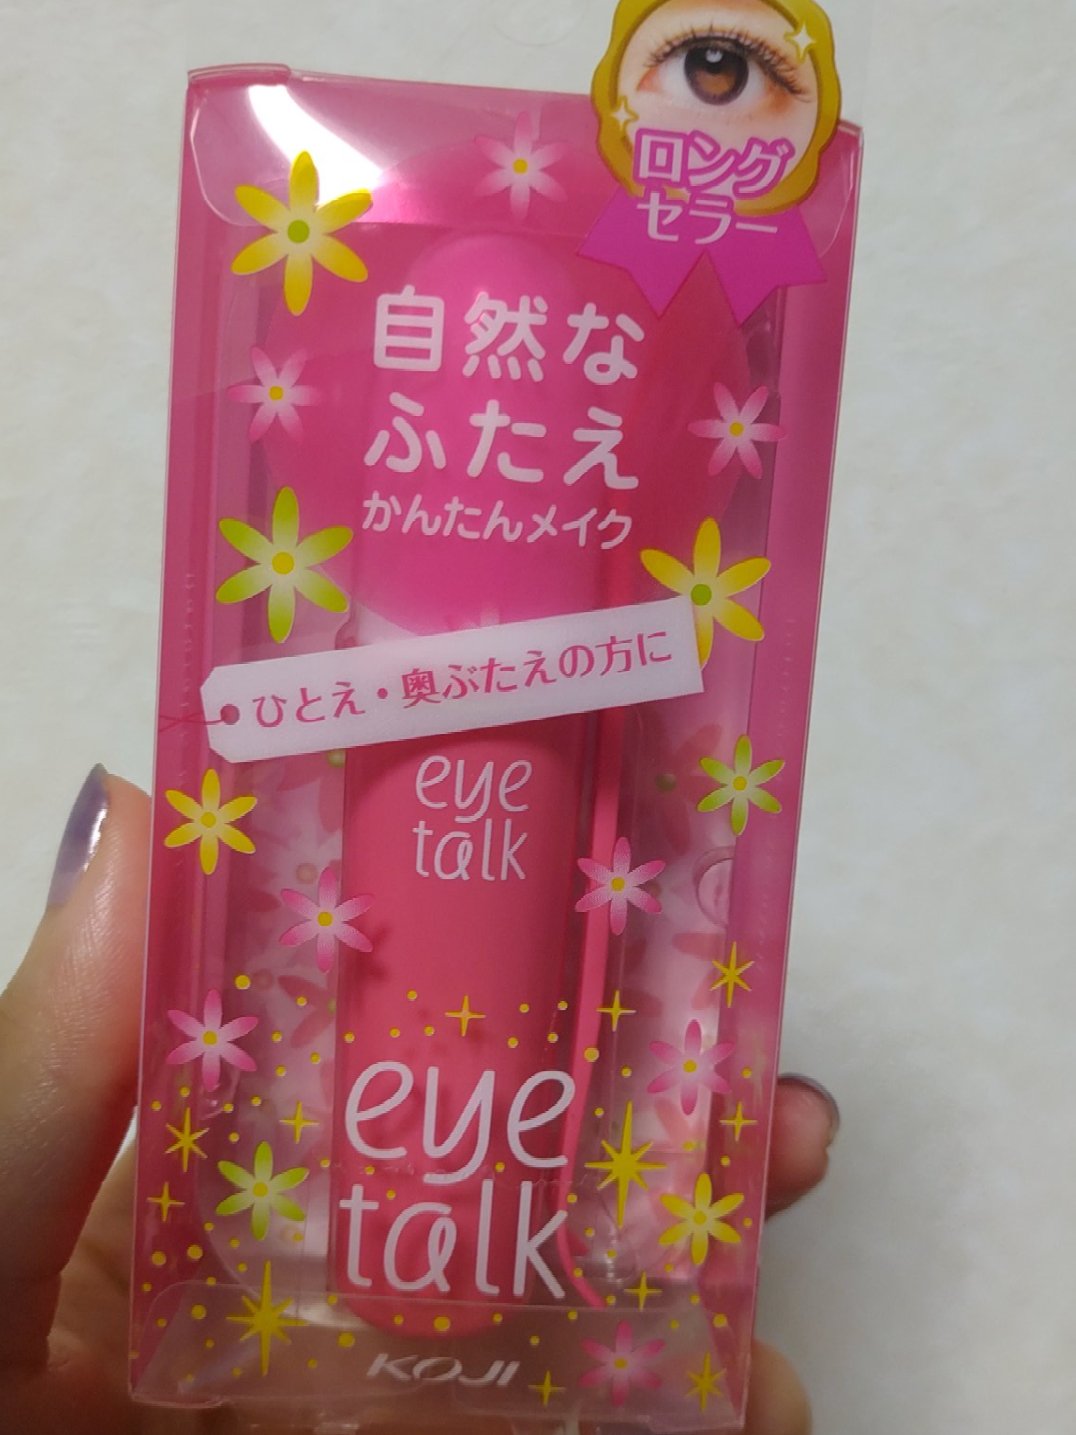 ロング
セラー
自然な
ふたえ
かんたんメイク
ひとえ・奥ぶたえの方に
eye
talk
eye
talk
KOJI